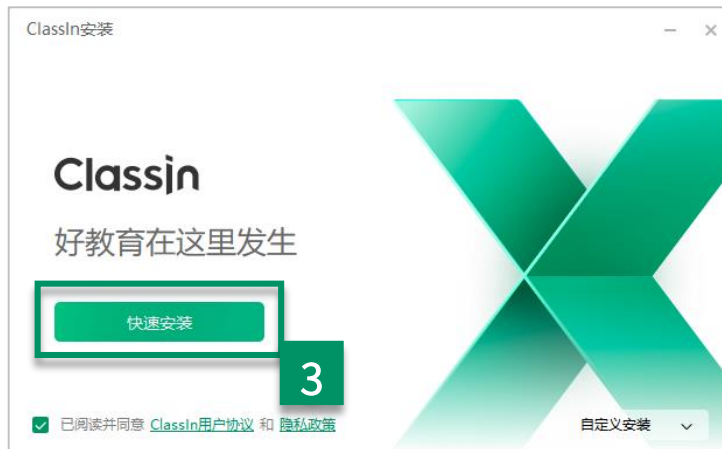 ClassIn安装
Classin
好教育在这里发生
快速安装
3
已阅读并同意 ClassIn用户协议 和 隐私政策
自定义安装